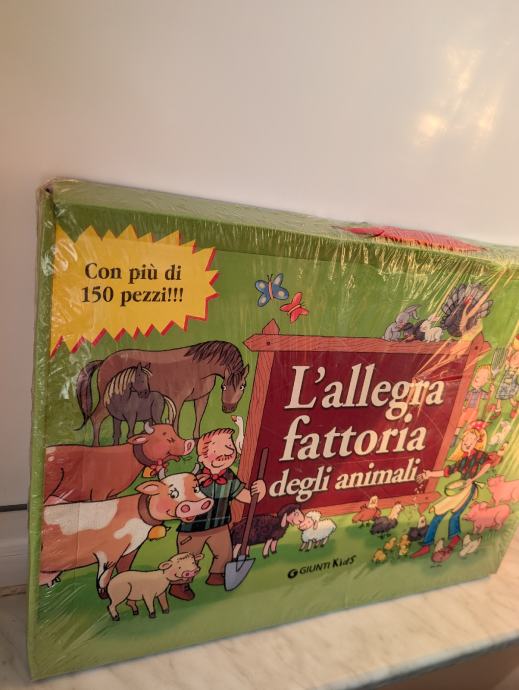 Con più di
150 pezzi!!!
L'allegra
fattoria
degli animali
GIUNTI KidS